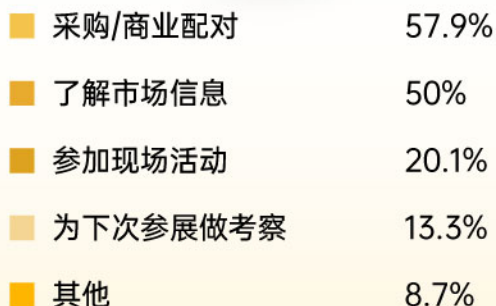 采购/商业配对 57.9%
了解市场信息 50%
参加现场活动 20.1%
为下次参展做考察 13.3%
其他 8.7%